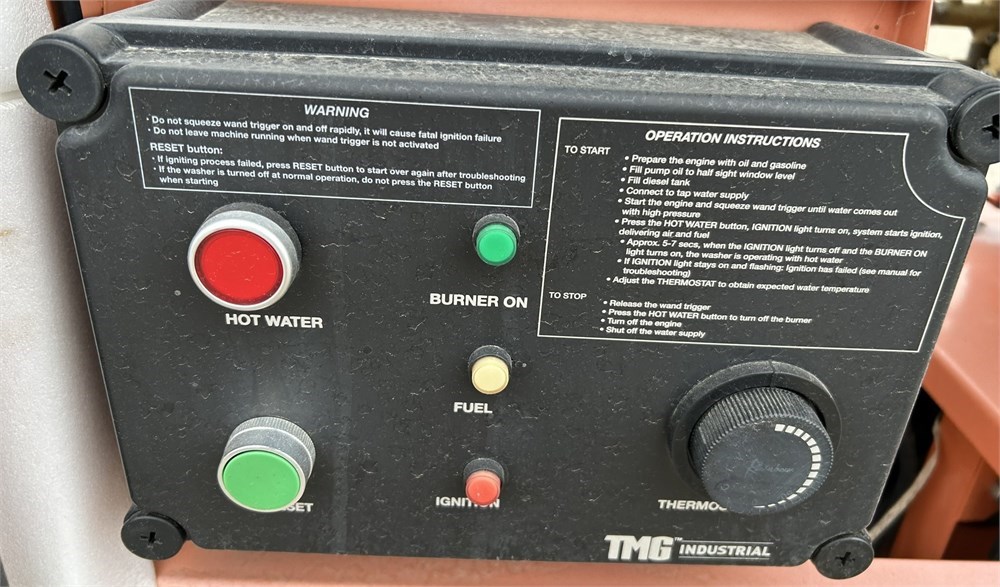 WARNING
• Do not squeeze wand trigger on and off rapidly, it will cause fatal ignition failure
• Do not leave machine running when wand trigger is not activated
RESET button:
• If igniting process failed, press RESET button to start over again after troubleshooting
• If the washer is turned off at normal operation, do not press the RESET button
when starting
OPERATION INSTRUCTIONS
TO START
• Prepare the engine with oil and gasoline
• Fill pump oil to half sight window level
• Fill diesel tank
• Connect to tap water supply
• Start the engine and squeeze wand trigger until water comes out
with high pressure
• Press the HOT WATER button, IGNITION light turns on, system starts ignition,
delivering air and fuel
• Approx. 5-7 secs, when the IGNITION light turns off and the BURNER ON
light turns on, the washer is operating with hot water
• If IGNITION light stays on and flashing: Ignition has failed (see manual for
troubleshooting)
• Adjust the THERMOSTAT to obtain expected water temperature
TO STOP
• Release the wand trigger
• Press the HOT WATER button to turn off the burner
• Turn off the engine
• Shut off the water supply
HOT WATER
BURNER ON
FUEL
SET
IGNITION
THERMOS
TMG™ INDUSTRIAL